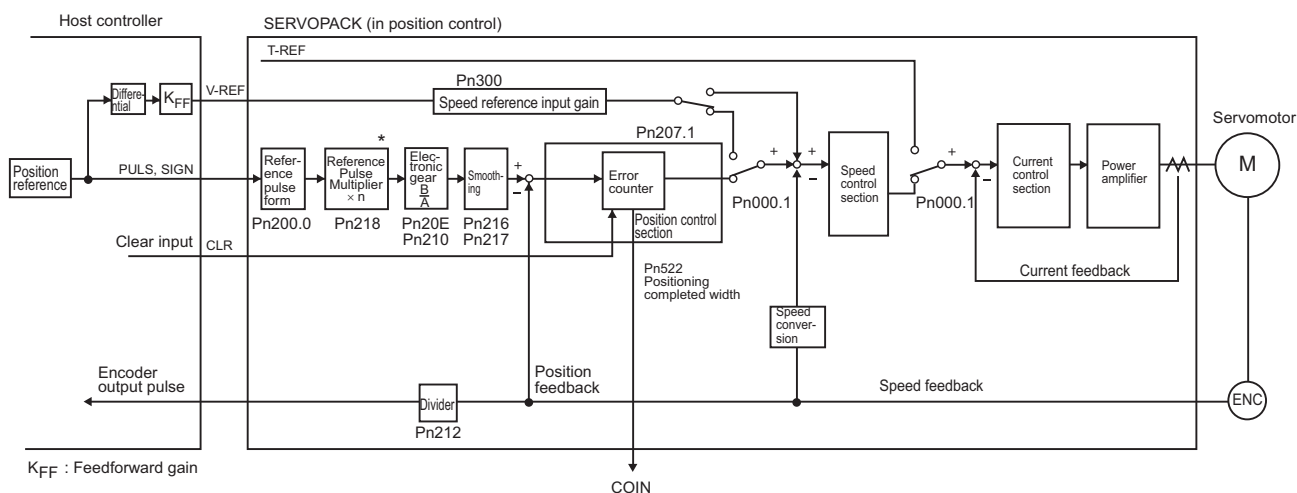 Host controller
SERVOPACK (in position control)
T-REF
Differe-
ntial
KFF
V-REF
Pn300
Speed reference input gain
Pn207.1
Servomotor
Position
reference
PULS, SIGN
Refer-
ence
pulse
form
Pn200.0
*
Reference
Pulse
Multiplier
× n
Pn218
Elec-
tronic
gear
B
A
Pn20E
Pn210
Smooth-
ing
Pn216
Pn217
+
−
Error
counter
Position control
section
Pn000.1
+
+
−
Speed
control
section
Pn000.1
+
−
Current
control
section
Power
amplifier
M
Clear input
CLR
Pn522
Positioning
completed width
Current feedback
Speed
conver-
sion
Encoder
output pulse
Divider
Pn212
Position
feedback
Speed feedback
ENC
KFF : Feedforward gain
COIN